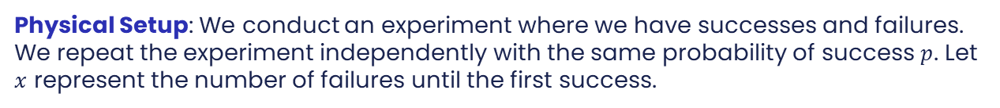 Physical Setup: We conduct an experiment where we have successes and failures.
We repeat the experiment independently with the same probability of success p. Let
x represent the number of failures until the first success.